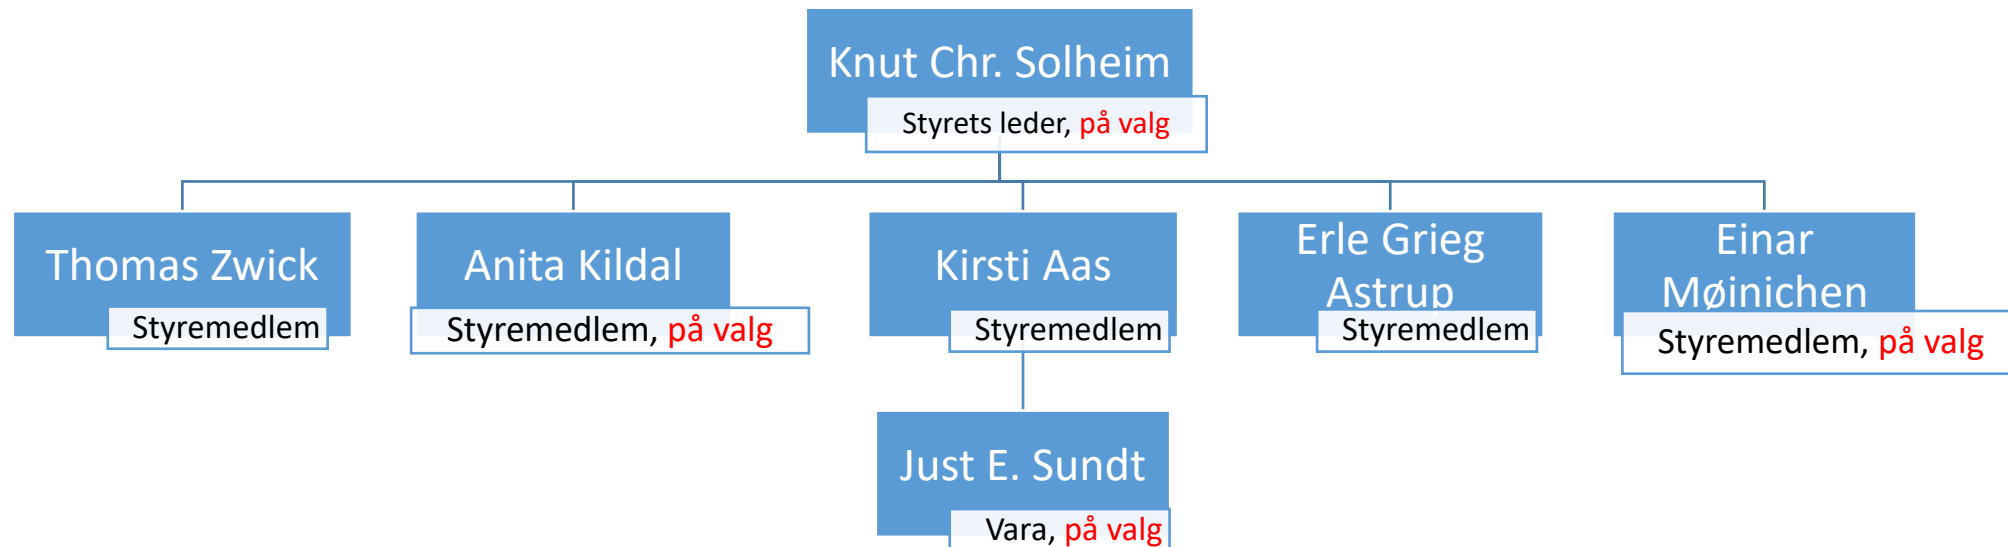 Knut Chr. Solheim
Styrets leder, på valg
Thomas Zwick
Styremedlem
Anita Kildal
Styremedlem, på valg
Kirsti Aas
Styremedlem
Erle Grieg
Astrup
Styremedlem
Einar
Møinichen
Styremedlem, på valg
Just E. Sundt
Vara, på valg